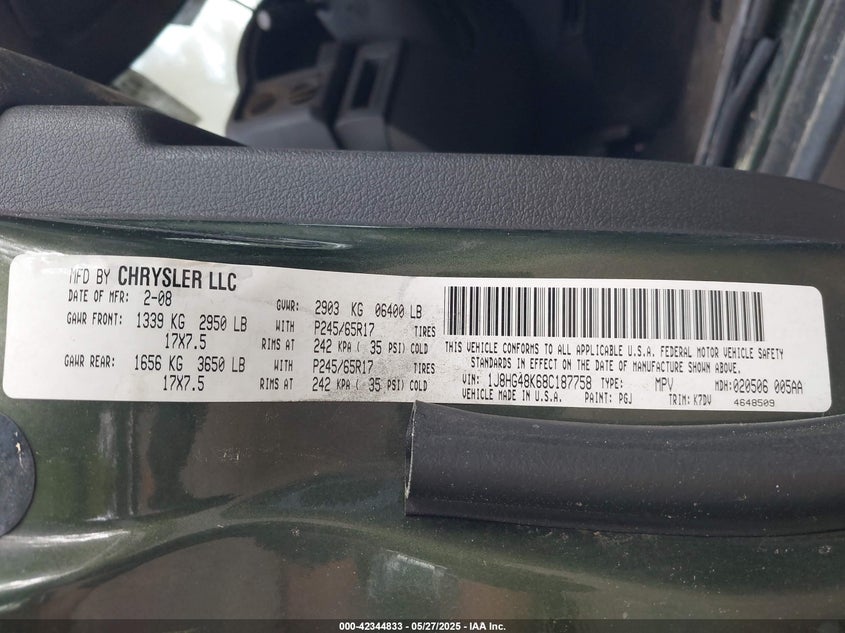 MFD BY CHRYSLER LLC
DATE OF MFR: 2-08 GVWR: 2903 KG 06400 LB
GAWR FRONT: 1339 KG 2950 LB WITH P245/65R17 TIRES
17X7.5 RIMS AT 242 KPA ( 35 PSI) COLD
GAWR REAR: 1656 KG 3650 LB WITH P245/65R17 TIRES
17X7.5 RIMS AT 242 KPA ( 35 PSI) COLD
THIS VEHICLE CONFORMS TO ALL APPLICABLE U.S.A. FEDERAL MOTOR VEHICLE SAFETY
STANDARDS IN EFFECT ON THE DATE OF MANUFACTURE SHOWN ABOVE.
VIN: 1J8HG48K68C187758 TYPE: MPV MDH:020506 005AA
VEHICLE MADE IN U.S.A. PAINT: PGJ TRIM: K7DV 4648509
000-42344833 - 05/27/2025 - IAA Inc.